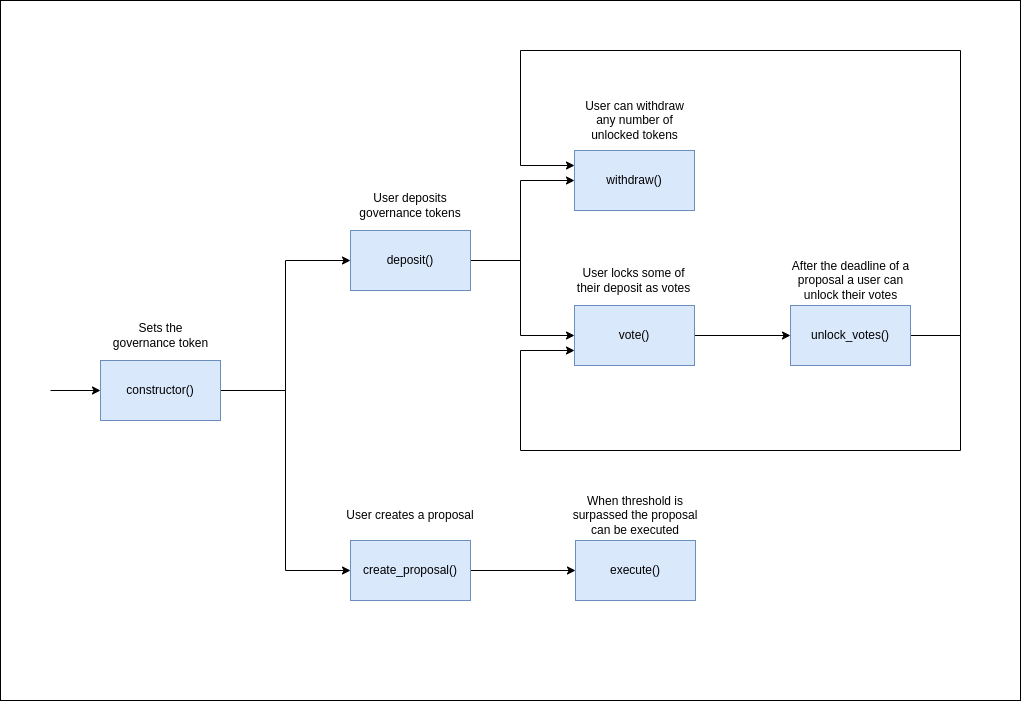 User can withdraw
any number of
unlocked tokens
withdraw()
User deposits
governance tokens
deposit()
User locks some of
their deposit as votes
vote()
After the deadline of a
proposal a user can
unlock their votes
unlock_votes()
Sets the
governance token
constructor()
User creates a proposal
create_proposal()
When threshold is
surpassed the proposal
can be executed
execute()